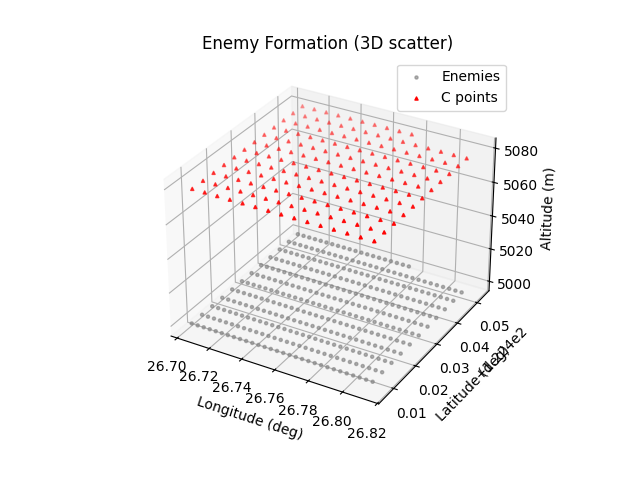 Enemy Formation (3D scatter)
Enemies
C points
5080
5060
5040
5020
5000
Altitude (m)
0.05
0.04
0.03
0.02
0.01
Latitude (deg)
26.70
26.72
26.74
26.76
26.78
26.80
26.82
Longitude (deg)